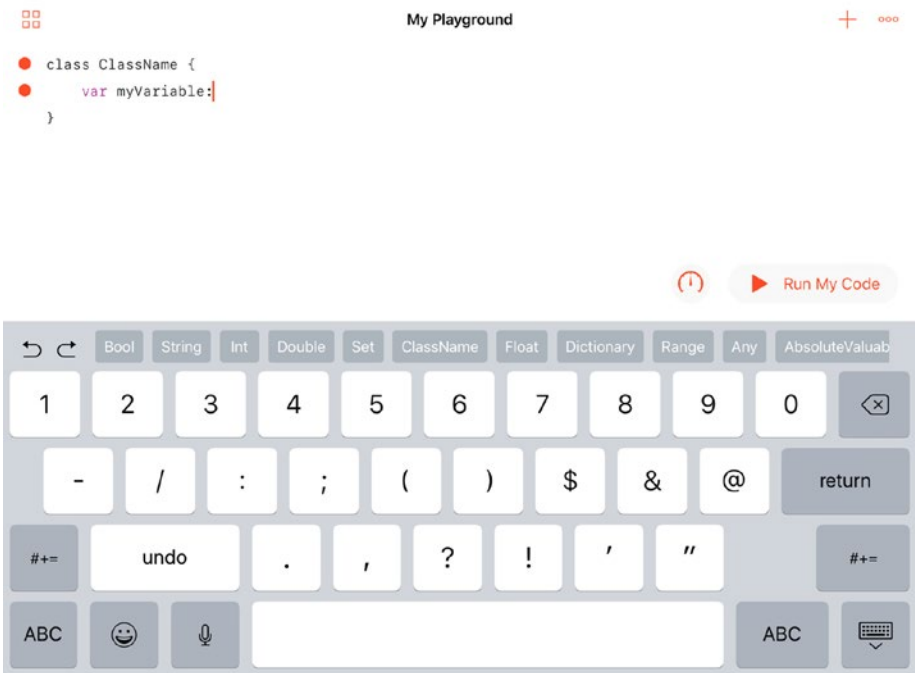 My Playground
class ClassName {
var myVariable:
}
Run My Code
Bool String Int Double Set ClassName Float Dictionary Range Any AbsoluteValuab
1 2 3 4 5 6 7 8 9 0
- / : ; ( ) $ & @ return
#+= undo . , ? ! ' " #+=
ABC ABC